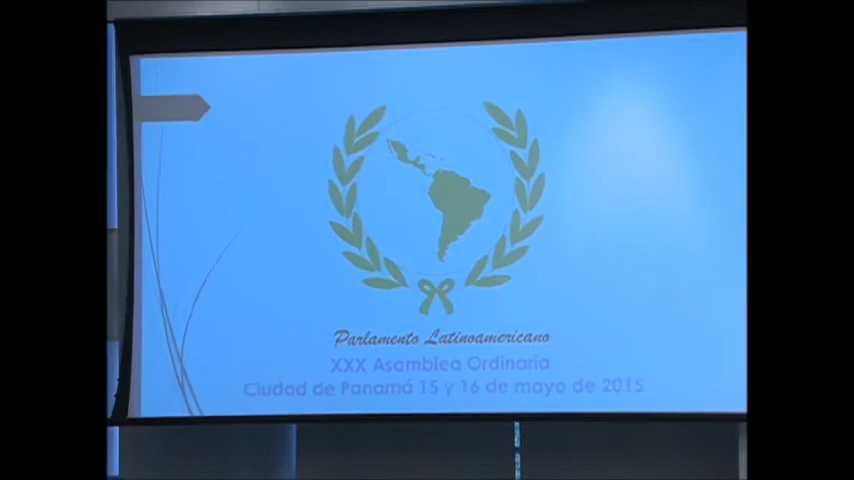 Parlamento Latinoamericano
XXX Asamblea Ordinaria
Ciudad de Panamá 15 y 16 de mayo de 2015